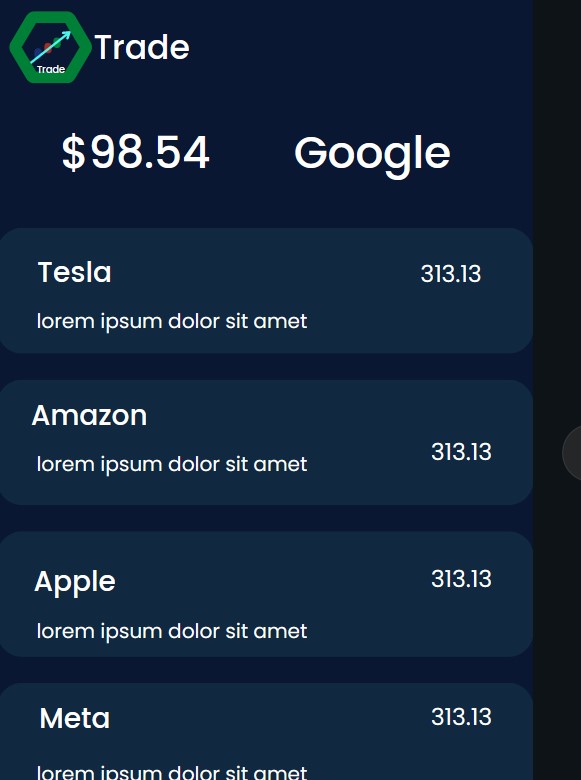 Trade
Trade
$98.54 Google
Tesla 313.13
lorem ipsum dolor sit amet
Amazon
313.13
lorem ipsum dolor sit amet
Apple 313.13
lorem ipsum dolor sit amet
Meta 313.13
lorem ipsum dolor sit amet